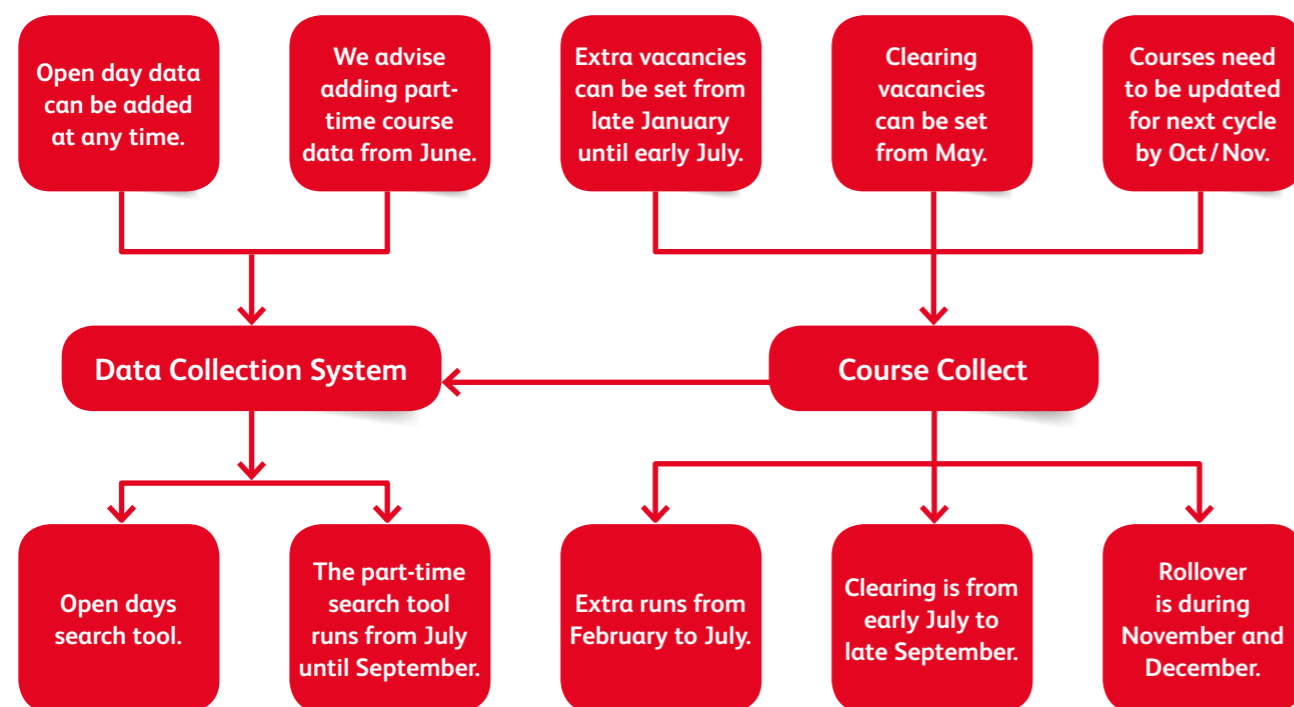 Open day data
can be added
at any time.
We advise
adding part-
time course
data from June.
Extra vacancies
can be set from
late January
until early July.
Clearing
vacancies
can be set
from May.
Courses need
to be updated
for next cycle
by Oct/Nov.
Data Collection System
Course Collect
Open days
search tool.
The part-time
search tool
runs from July
until September.
Extra runs from
February to July.
Clearing is from
early July to
late September.
Rollover
is during
November and
December.